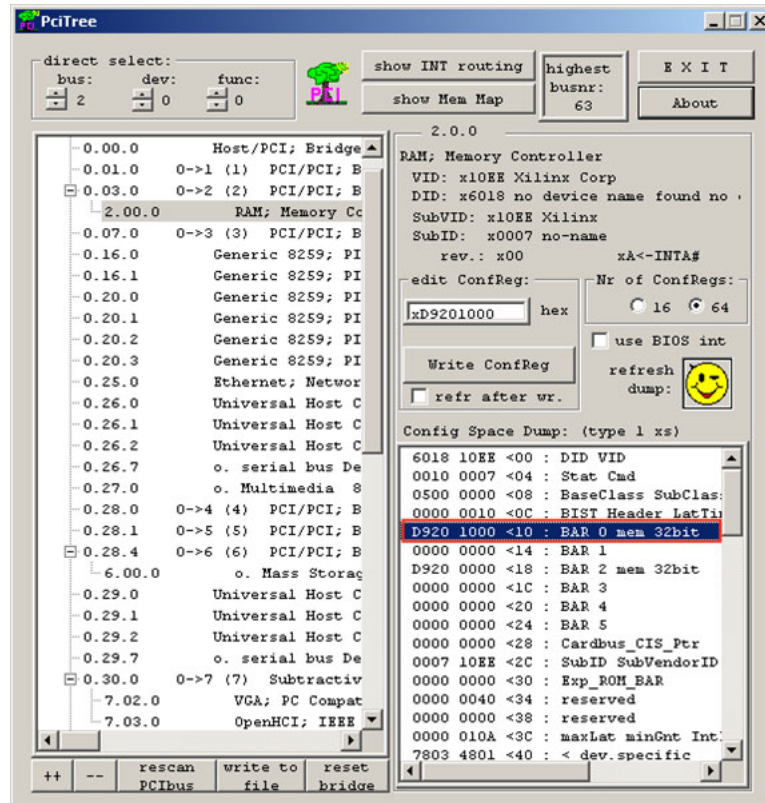 PciTree
direct select:
bus: dev: func:
2 0 0
PCI
show INT routing
show Mem Map
highest
busnr:
63
E X I T
About
0.00.0 Host/PCI; Bridge
0.01.0 0->1 (1) PCI/PCI; B
0.03.0 0->2 (2) PCI/PCI; B
2.00.0 RAM; Memory Co
0.07.0 0->3 (3) PCI/PCI; B
0.16.0 Generic 8259; PI
0.16.1 Generic 8259; PI
0.20.0 Generic 8259; PI
0.20.1 Generic 8259; PI
0.20.2 Generic 8259; PI
0.20.3 Generic 8259; PI
0.25.0 Ethernet; Networ
0.26.0 Universal Host C
0.26.1 Universal Host C
0.26.2 Universal Host C
0.26.7 o. serial bus De
0.27.0 o. Multimedia 8
0.28.0 0->4 (4) PCI/PCI; B
0.28.1 0->5 (5) PCI/PCI; B
0.28.4 0->6 (6) PCI/PCI; B
6.00.0 o. Mass Storag
0.29.0 Universal Host C
0.29.1 Universal Host C
0.29.2 Universal Host C
0.29.7 o. serial bus De
0.30.0 0->7 (7) Subtractiv
7.02.0 VGA; PC Compat
7.03.0 OpenHCI; IEEE
++ -- rescan PCIbus write to file reset bridge
2.0.0
RAM; Memory Controller
VID: x10EE Xilinx Corp
DID: x6018 no device name found no
SubVID: x10EE Xilinx
SubID: x0007 no-name
rev.: x00 xA<-INTA#
edit ConfReg:
xD9201000 hex
Write ConfReg
refr after wr.
Nr of ConfRegs:
16 64
use BIOS int
refresh
dump:
Config Space Dump: (type 1 xs)
6018 10EE <00 : DID VID
0010 0007 <04 : Stat Cmd
0500 0000 <08 : BaseClass SubClas
0000 0010 <0C : BIST Header LatTi
D920 1000 <10 : BAR 0 mem 32bit
0000 0000 <14 : BAR 1
D920 0000 <18 : BAR 2 mem 32bit
0000 0000 <1C : BAR 3
0000 0000 <20 : BAR 4
0000 0000 <24 : BAR 5
0000 0000 <28 : Cardbus_CIS_Ptr
0007 10EE <2C : SubID SubVendorID
0000 0000 <30 : Exp_ROM_BAR
0000 0040 <34 : reserved
0000 0000 <38 : reserved
0000 010A <3C : maxLat minGnt Int
7803 4801 <40 : < dev.specific